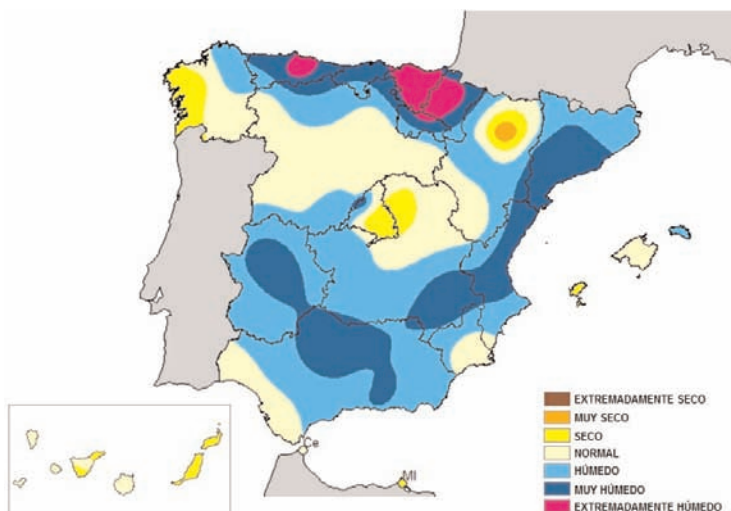 EXTREMADAMENTE SECO
MUY SECO
SECO
NORMAL
HÚMEDO
MUY HÚMEDO
EXTREMADAMENTE HÚMEDO
Ce
Ml